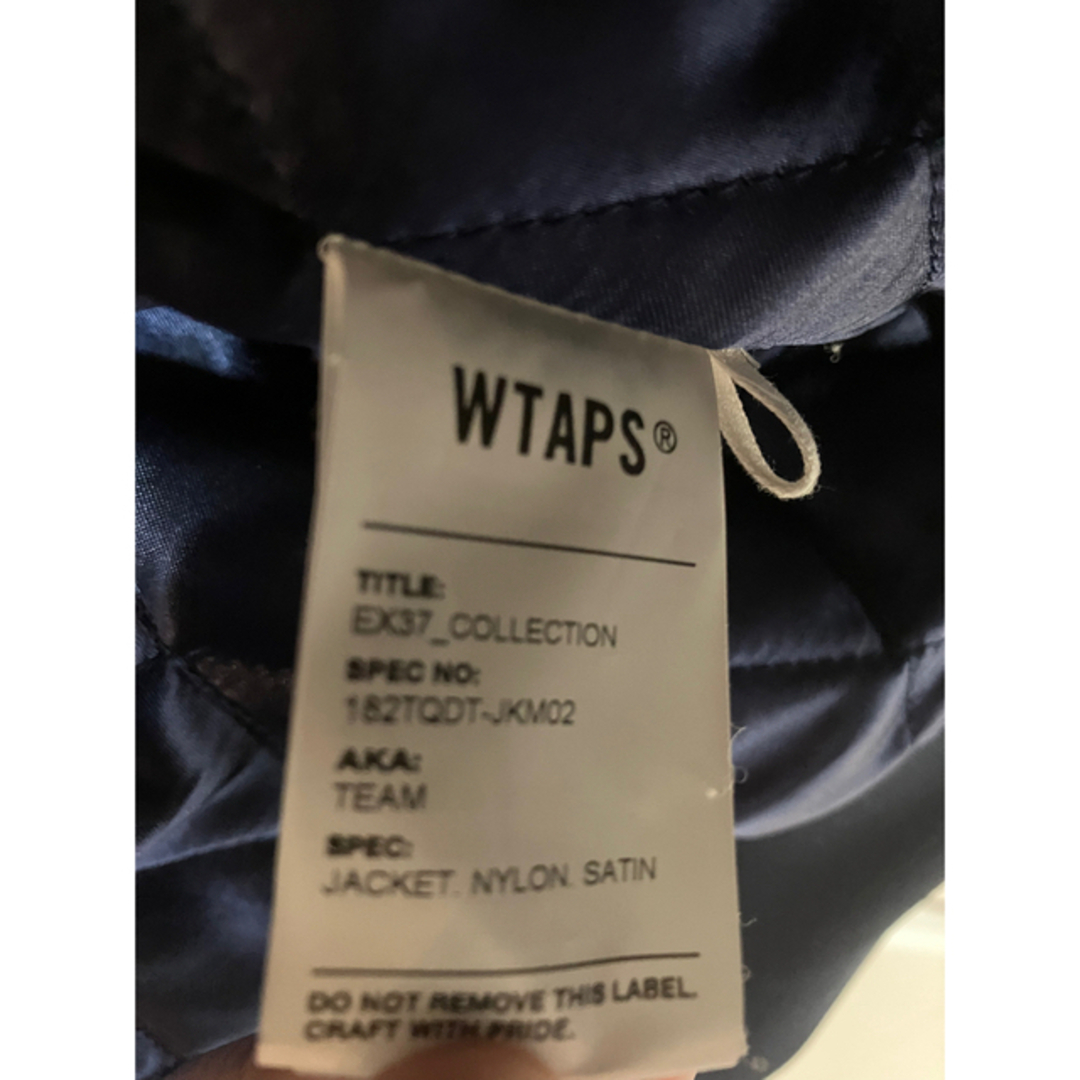 WTAPS®
TITLE:
EX37_COLLECTION
SPEC NO:
182TQDT-JKM02
AKA:
TEAM
SPEC:
JACKET. NYLON. SATIN
DO NOT REMOVE THIS LABEL.
CRAFT WITH PRIDE.